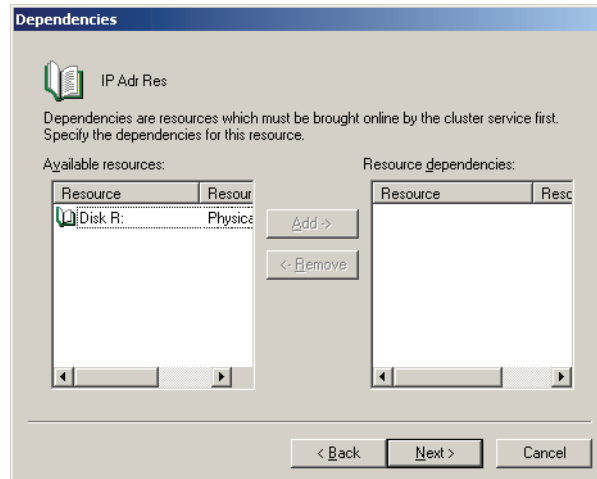 Dependencies
IP Adr Res
Dependencies are resources which must be brought online by the cluster service first.
Specify the dependencies for this resource.
Available resources:
Resource dependencies:
Resource Resour
Resource Resc
Disk R: Physica
Add ->
<- Remove
< Back Next > Cancel